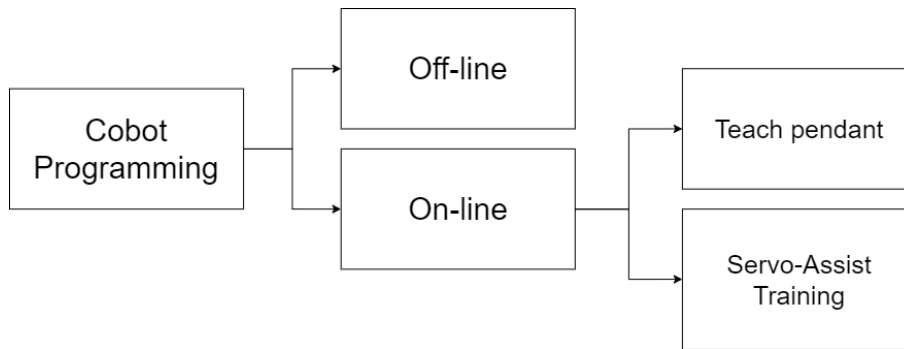 Cobot
Programming
Off-line
On-line
Teach pendant
Servo-Assist
Training